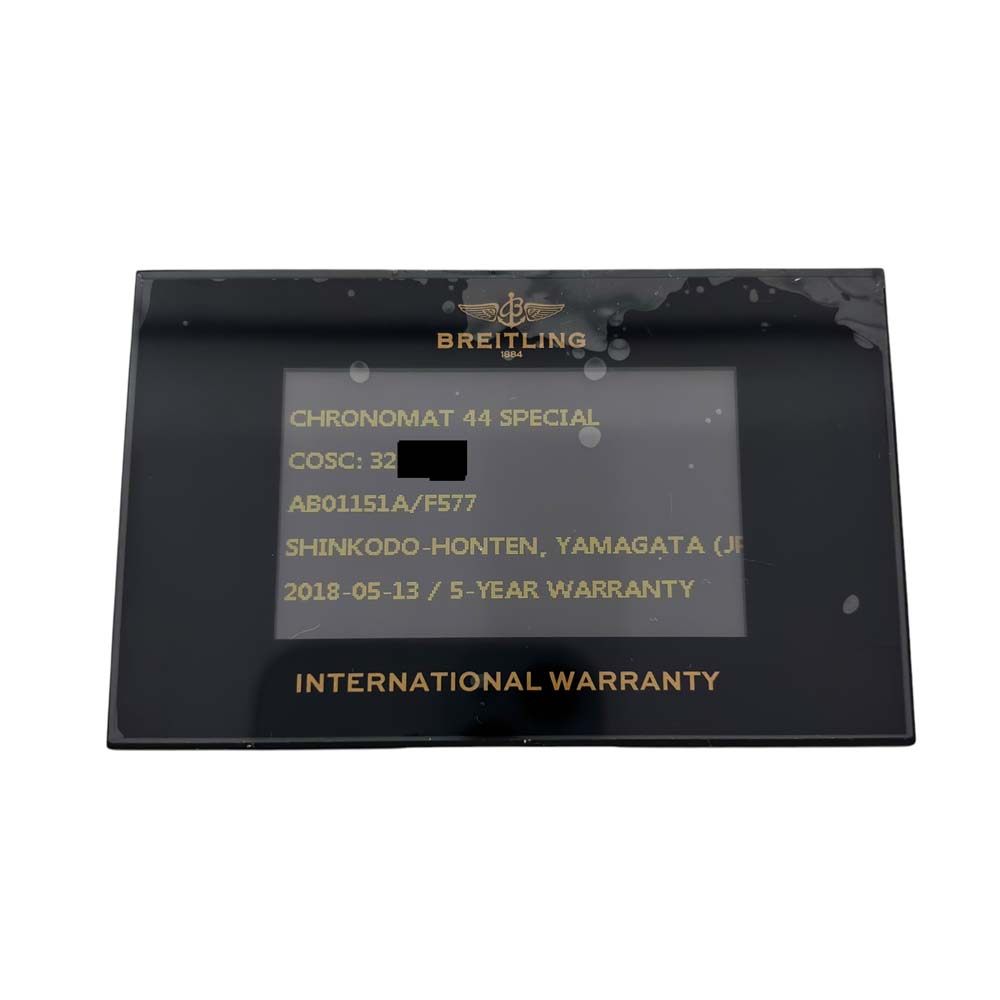 BREITLING
1884
CHRONOMAT 44 SPECIAL
COSC: 32
AB01151A/F577
SHINKODO-HONTEN, YAMAGATA (JP
2018-05-13 / 5-YEAR WARRANTY
INTERNATIONAL WARRANTY